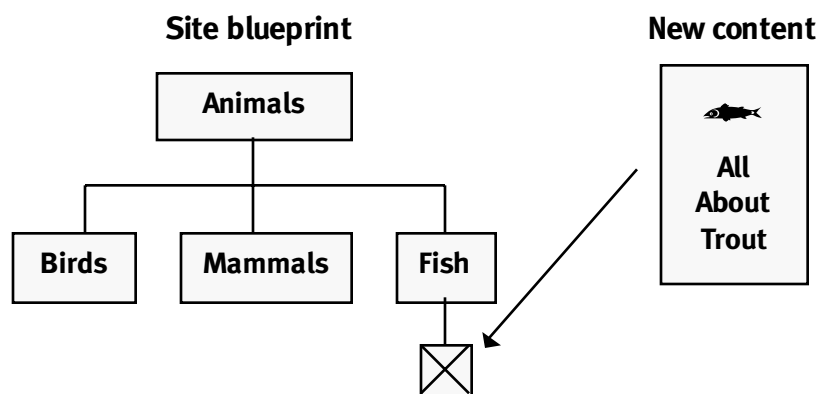 Site blueprint
New content
Animals
All
About
Trout
Birds
Mammals
Fish